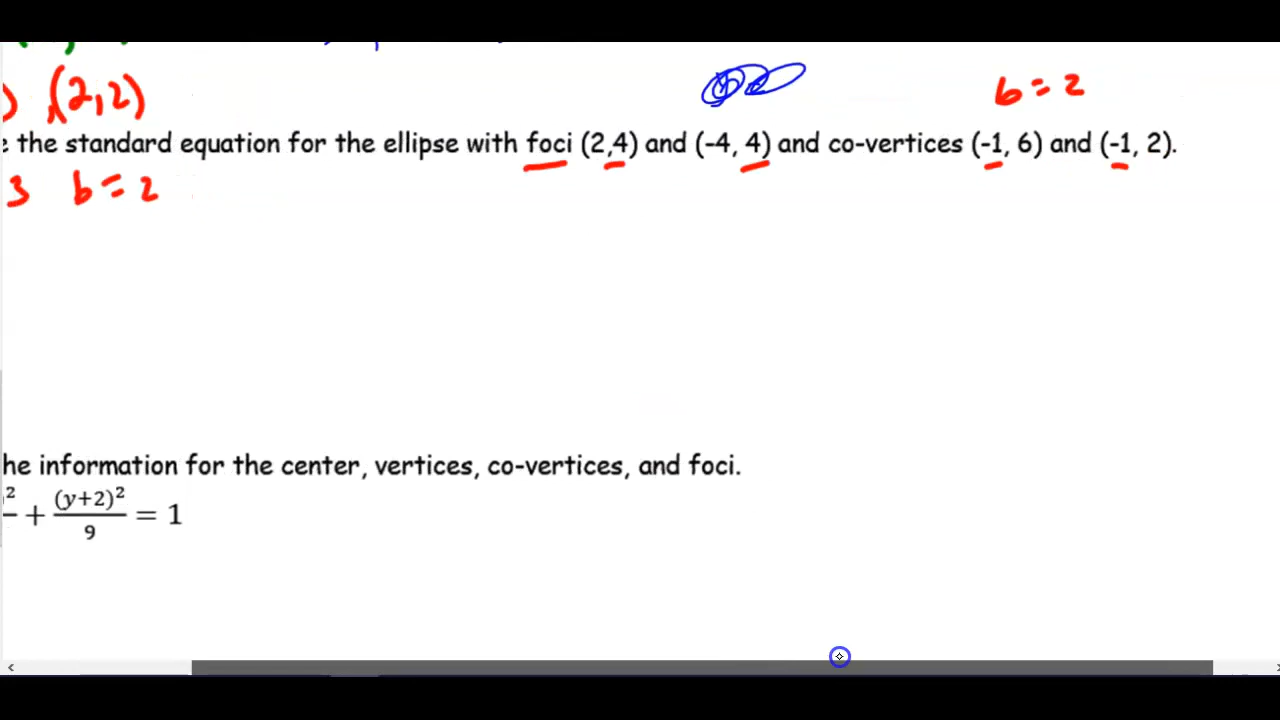 ) (2,2)
b = 2
e the standard equation for the ellipse with foci (2,4) and (-4, 4) and co-vertices (-1, 6) and (-1, 2).
3 b = 2
he information for the center, vertices, co-vertices, and foci.
² + (y+2)²/9 = 1